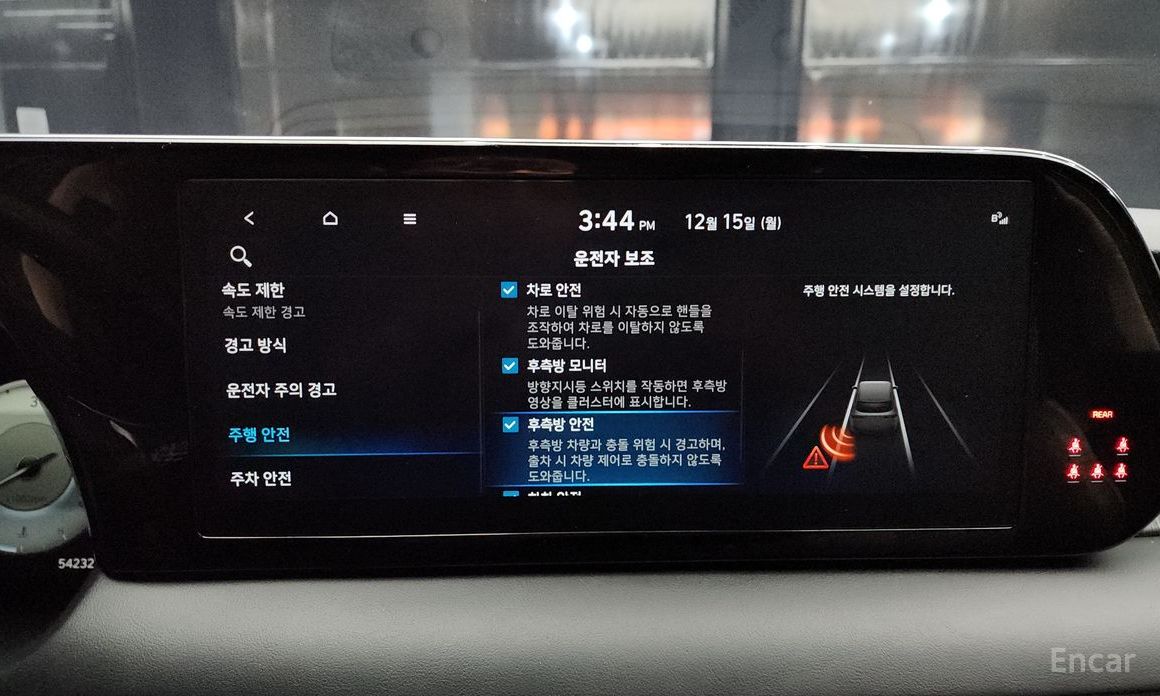 3:44 PM 12월 15일 (월)
운전자 보조
속도 제한
속도 제한 경고
경고 방식
운전자 주의 경고
주행 안전
주차 안전
차로 안전
차로 이탈 위험 시 자동으로 핸들을
조작하여 차로를 이탈하지 않도록
도와줍니다.
후측방 모니터
방향지시등 스위치를 작동하면 후측방
영상을 클러스터에 표시합니다.
후측방 안전
후측방 차량과 충돌 위험 시 경고하며,
출차 시 차량 제어로 충돌하지 않도록
도와줍니다.
주행 안전 시스템을 설정합니다.
REAR
54232
Encar